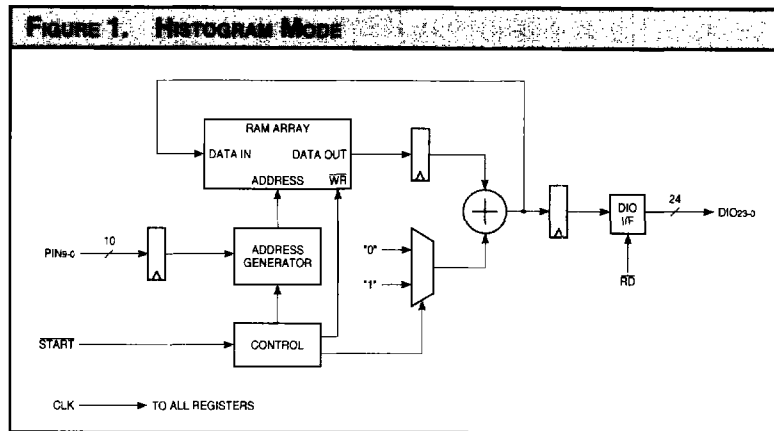 FIGURE 1. HISTOGRAM MODE
RAM ARRAY
DATA IN DATA OUT
ADDRESS WR
24
DIO I/F
DIO23-0
10
PIN9-0
ADDRESS
GENERATOR
"0"
"1"
RD
START
CONTROL
CLK TO ALL REGISTERS